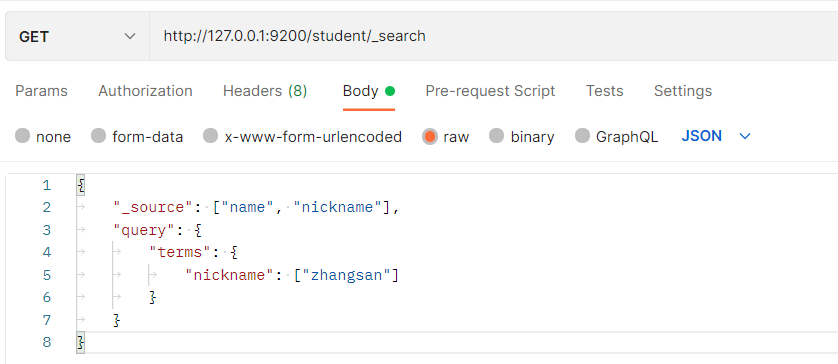 GET http://127.0.0.1:9200/student/_search
Params Authorization Headers (8) Body Pre-request Script Tests Settings
none form-data x-www-form-urlencoded raw binary GraphQL JSON
1 {
2 "_source": ["name", "nickname"],
3 "query": {
4 "terms": {
5 "nickname": ["zhangsan"]
6 }
7 }
8 }